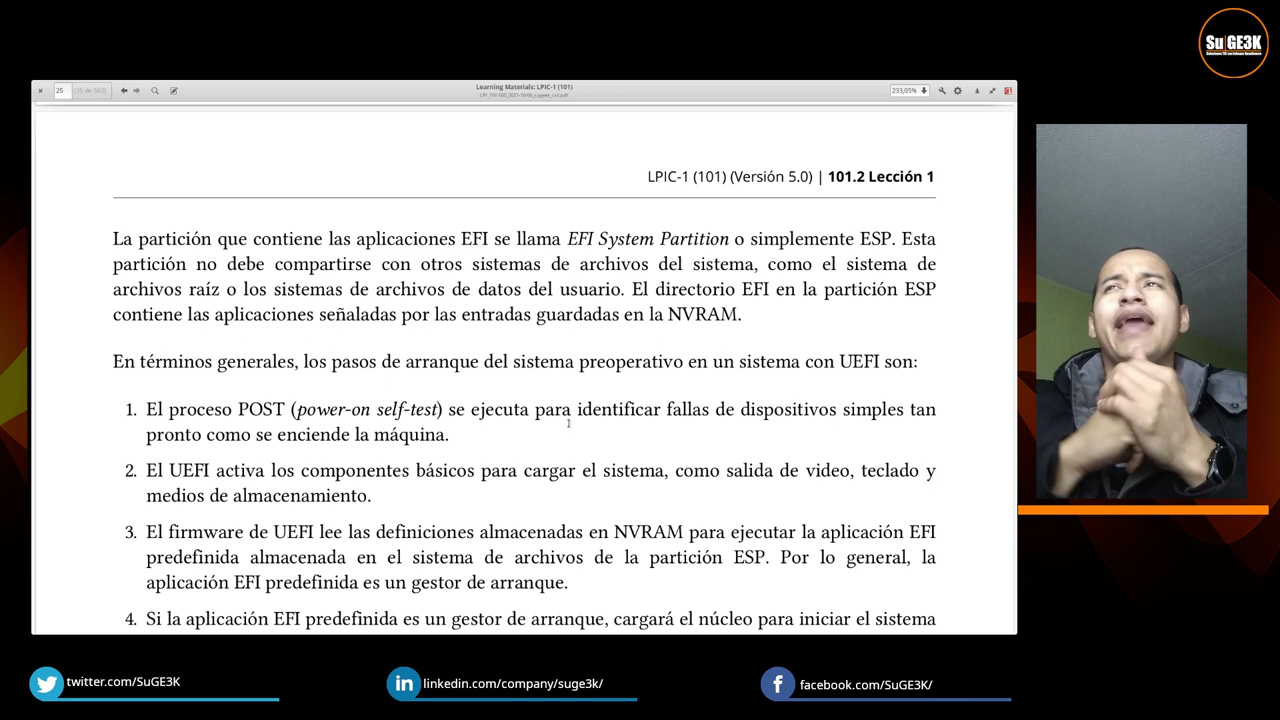 Su GE3K
25 (35 de 563)
Learning Materials: LPIC-1 (101)
233,05%
LPIC-1 (101) (Versión 5.0) | 101.2 Lección 1
La partición que contiene las aplicaciones EFI se llama EFI System Partition o simplemente ESP. Esta
partición no debe compartirse con otros sistemas de archivos del sistema, como el sistema de
archivos raíz o los sistemas de archivos de datos del usuario. El directorio EFI en la partición ESP
contiene las aplicaciones señaladas por las entradas guardadas en la NVRAM.
En términos generales, los pasos de arranque del sistema preoperativo en un sistema con UEFI son:
1. El proceso POST (power-on self-test) se ejecuta para identificar fallas de dispositivos simples tan
pronto como se enciende la máquina.
2. El UEFI activa los componentes básicos para cargar el sistema, como salida de video, teclado y
medios de almacenamiento.
3. El firmware de UEFI lee las definiciones almacenadas en NVRAM para ejecutar la aplicación EFI
predefinida almacenada en el sistema de archivos de la partición ESP. Por lo general, la
aplicación EFI predefinida es un gestor de arranque.
4. Si la aplicación EFI predefinida es un gestor de arranque, cargará el núcleo para iniciar el sistema
twitter.com/SuGE3K
linkedin.com/company/suge3k/
facebook.com/SuGE3K/